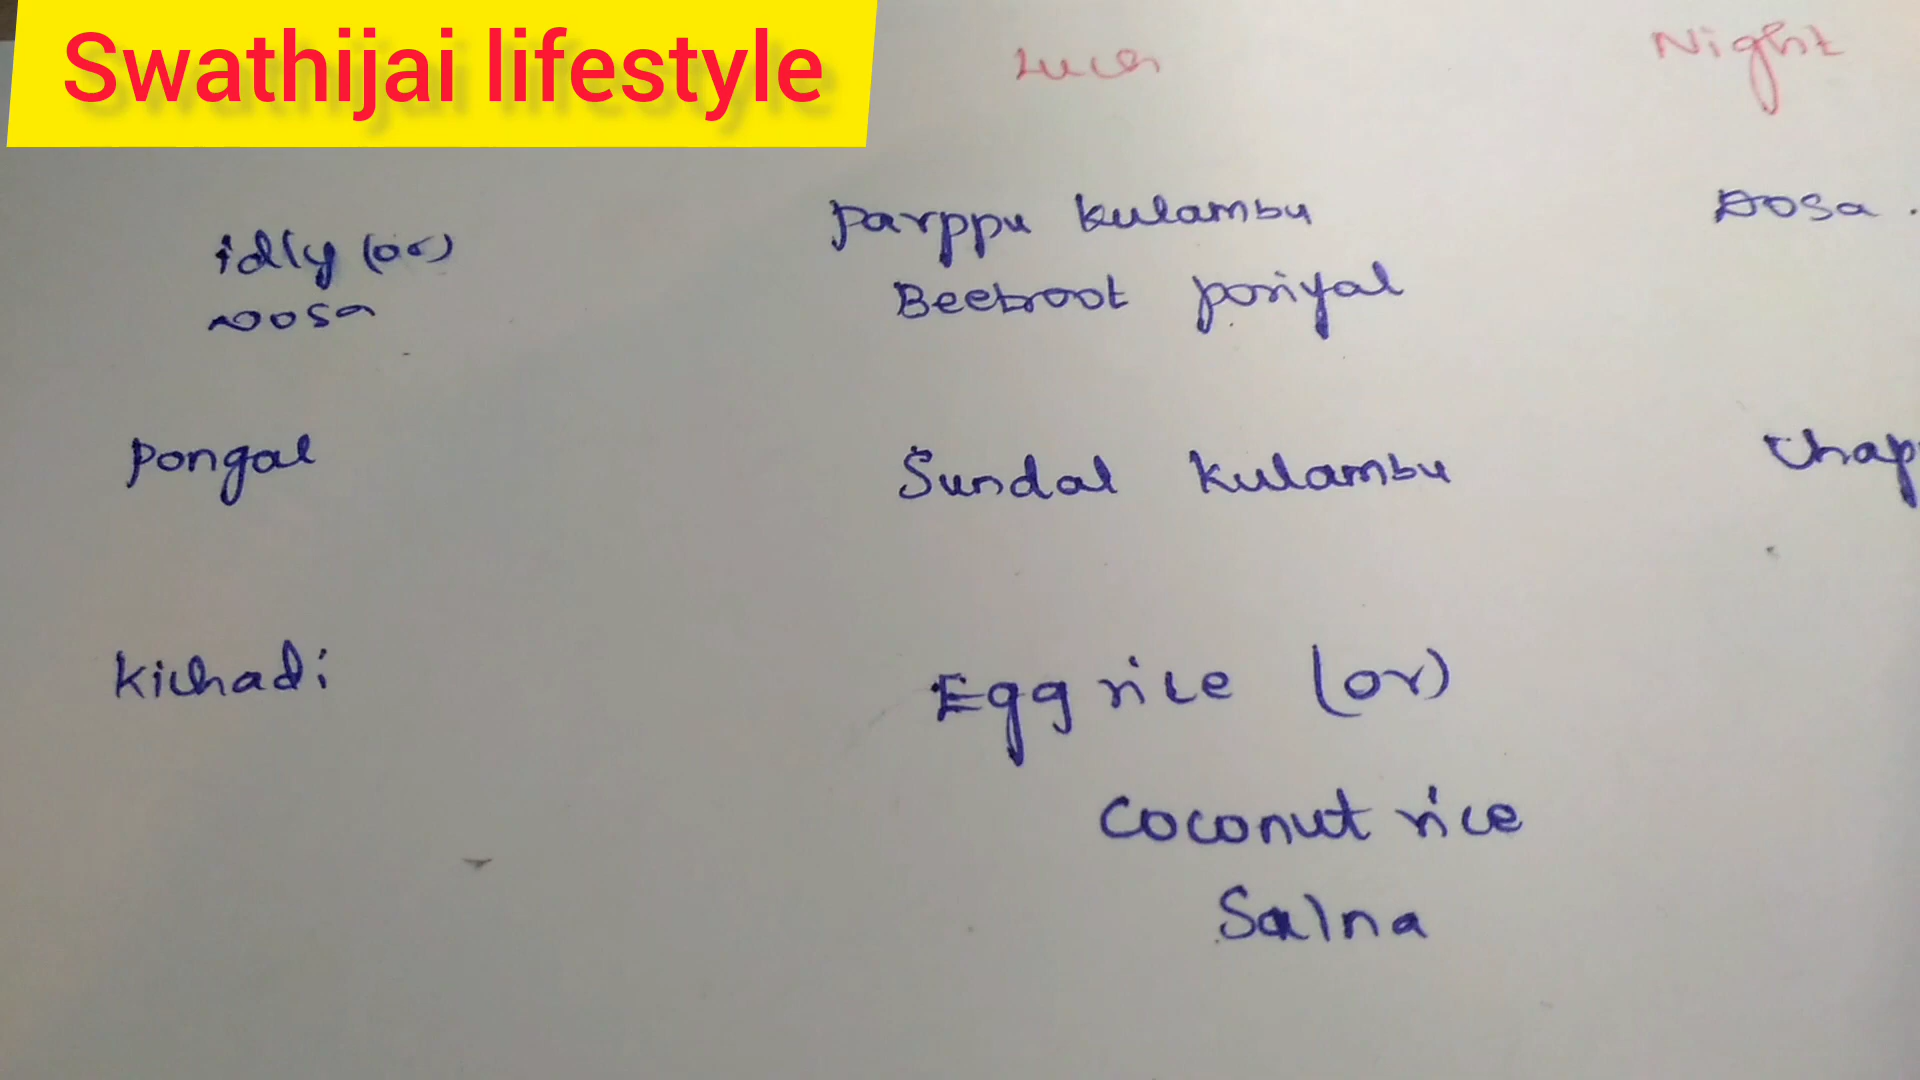 Swathijai lifestyle
Night
idly (or)
Dosa
Parppu kulambu
Beetroot poriyal
Dosa .
Pongal
Sundal kulambu
Chap
Kichadi
Egg rice (or)
Coconut rice
Salna